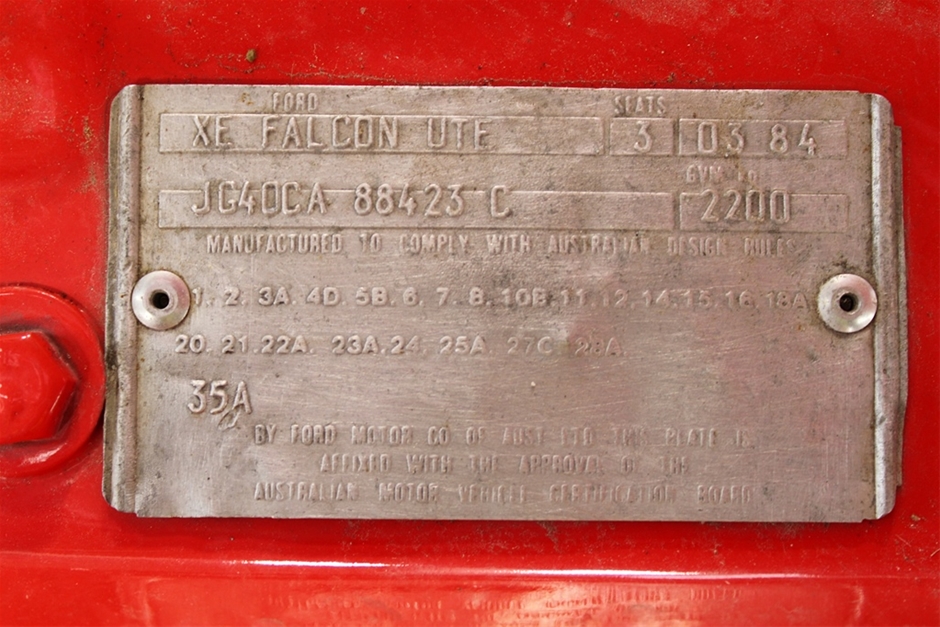 FORD SEATS
XE FALCON UTE 3 03 84
GVM Kg
JG40CA 88423 C 2200
MANUFACTURED TO COMPLY WITH AUSTRALIAN DESIGN RULES
1. 2. 3A. 4D. 5B. 6. 7. 8. 10B. 11. 12. 14. 15. 16. 18A
20. 21. 22A. 23A. 24. 25A. 27C. 28A.
35A
BY FORD MOTOR CO OF AUST LTD THIS PLATE IS
AFFIXED WITH THE APPROVAL OF THE
AUSTRALIAN MOTOR VEHICLE CERTIFICATION BOARD